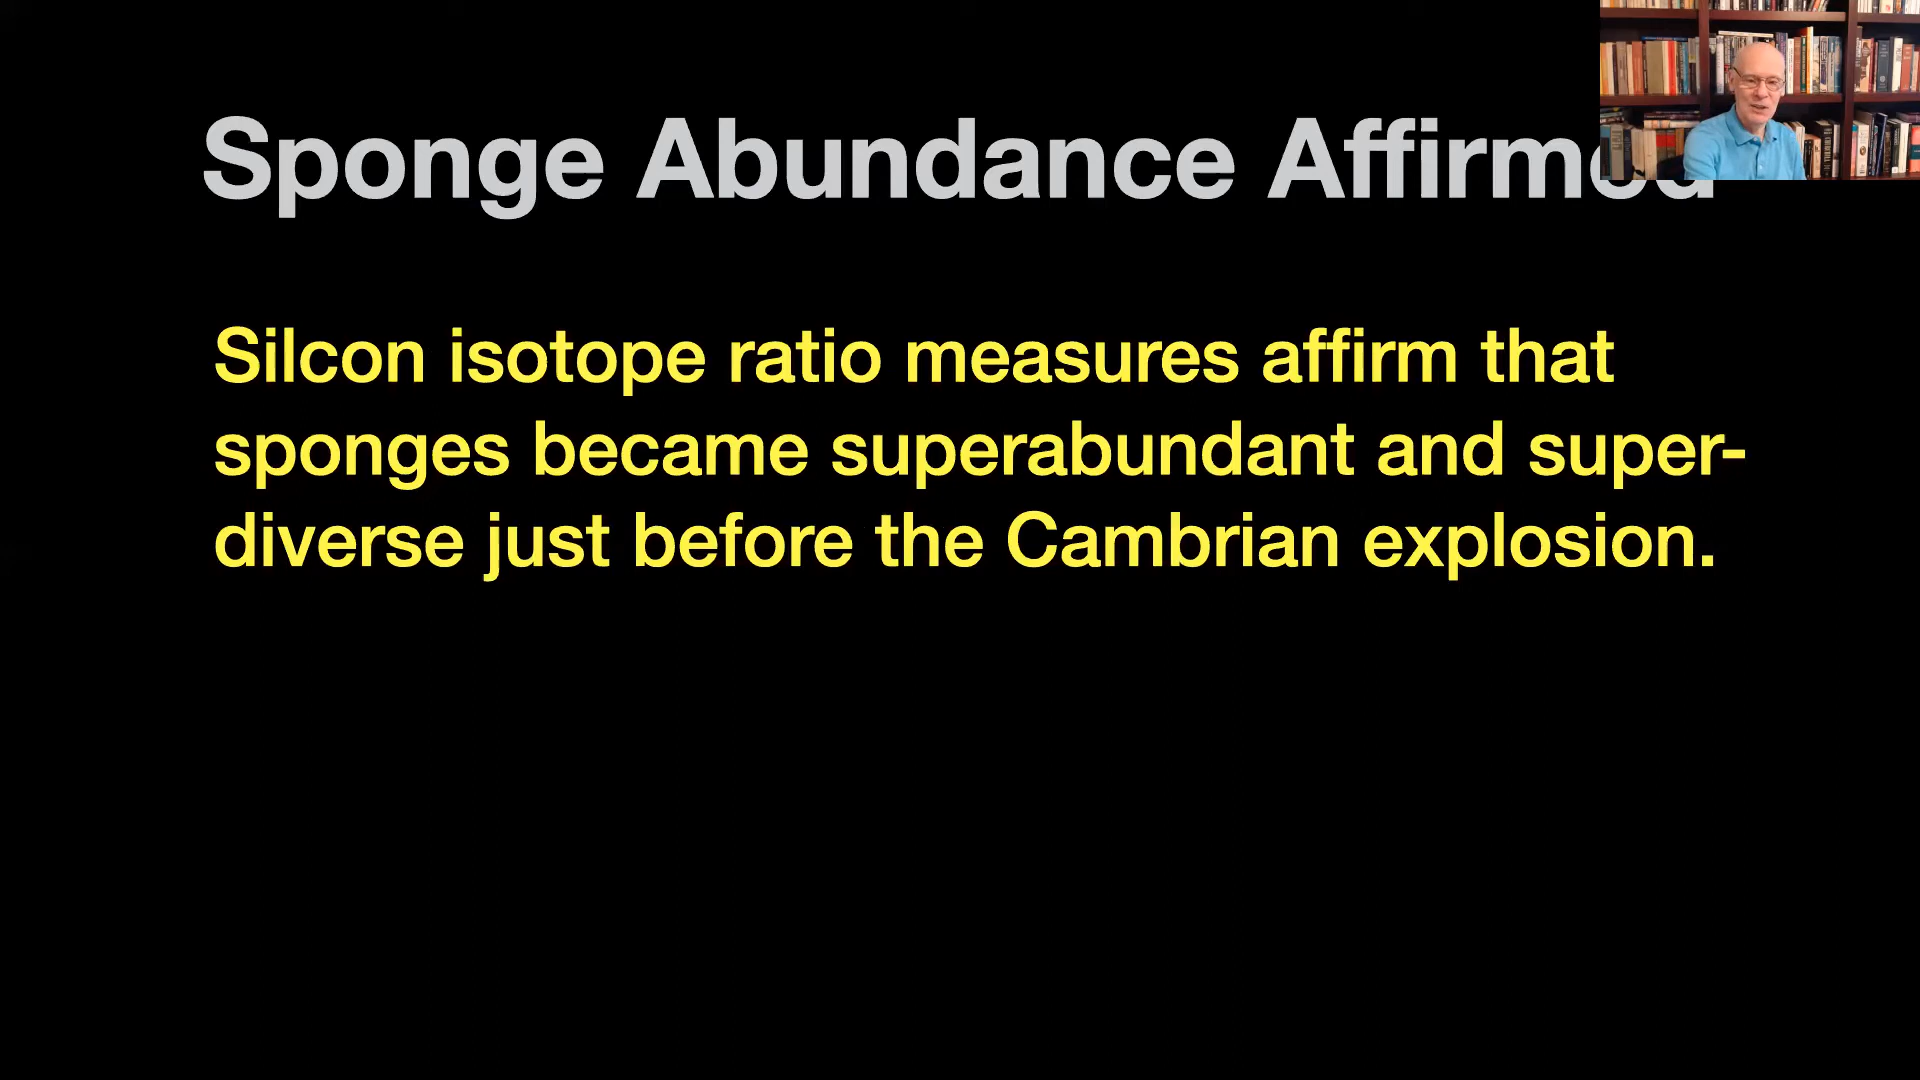 Sponge Abundance Affirmed
Silcon isotope ratio measures affirm that
sponges became superabundant and super-
diverse just before the Cambrian explosion.